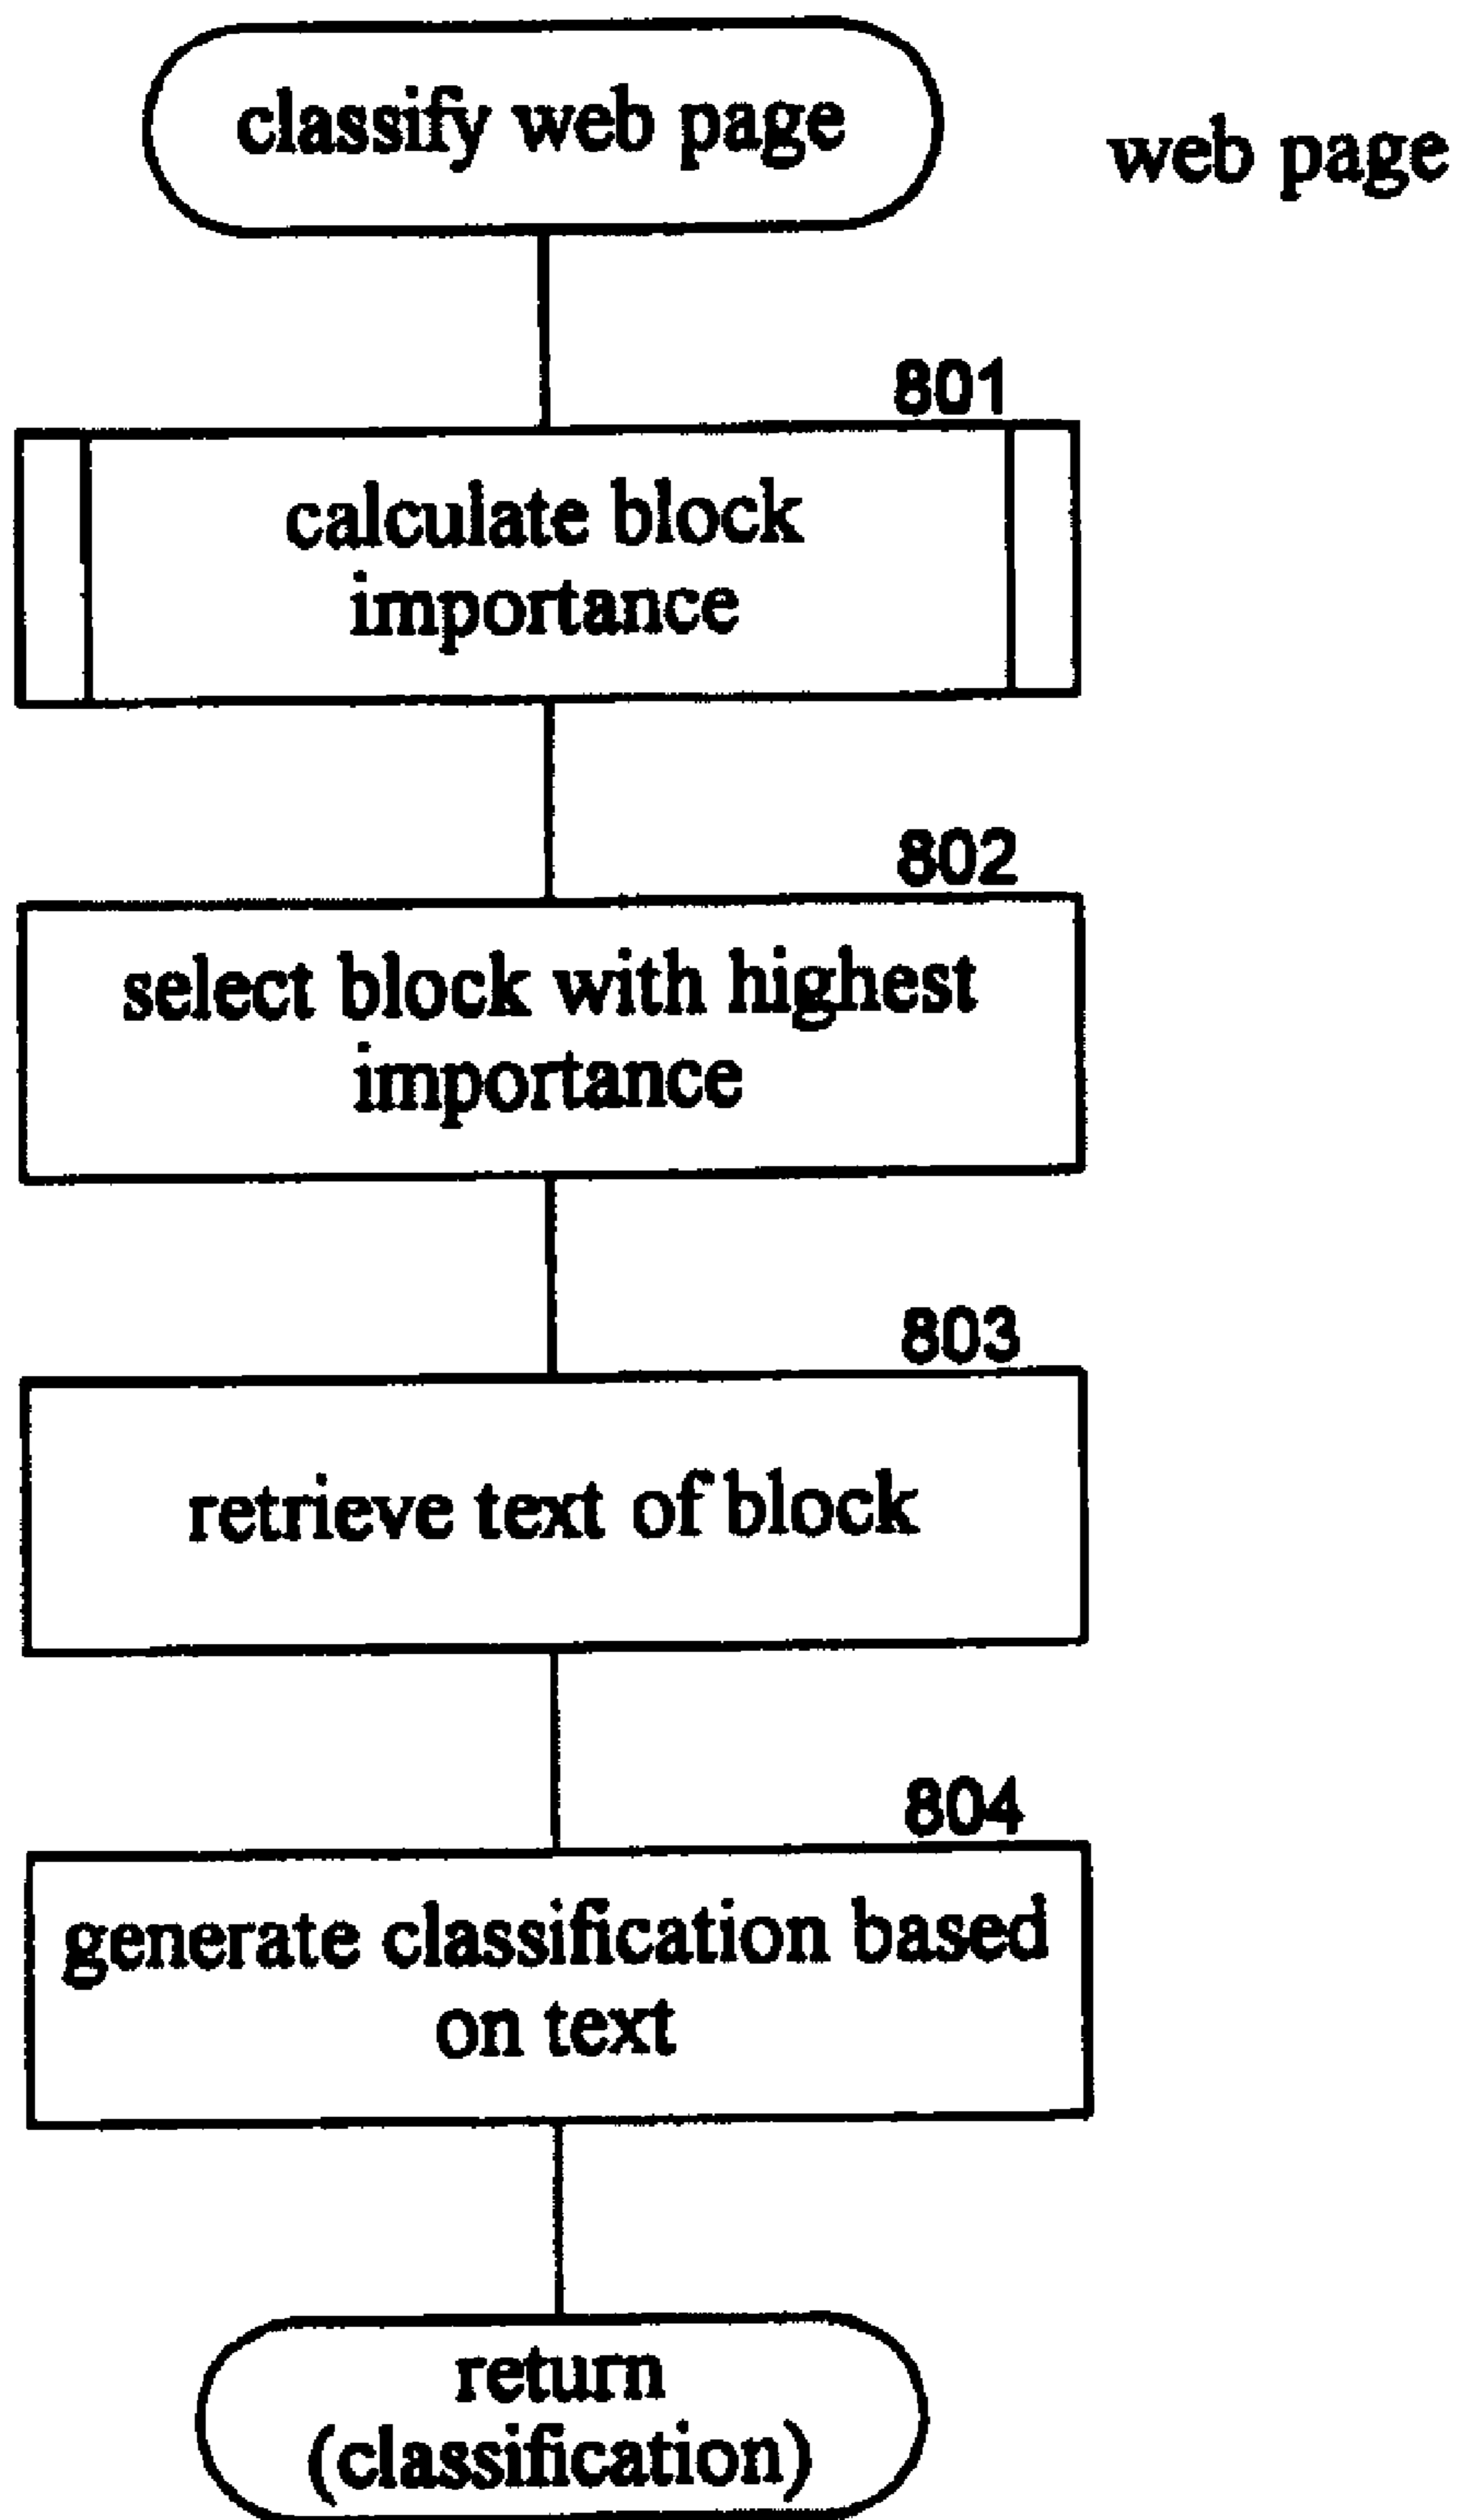 classify web page
web page
801
calculate block
importance
802
select block with highest
importance
803
retrieve text of block
804
generate classification based
on text
return
(classification)